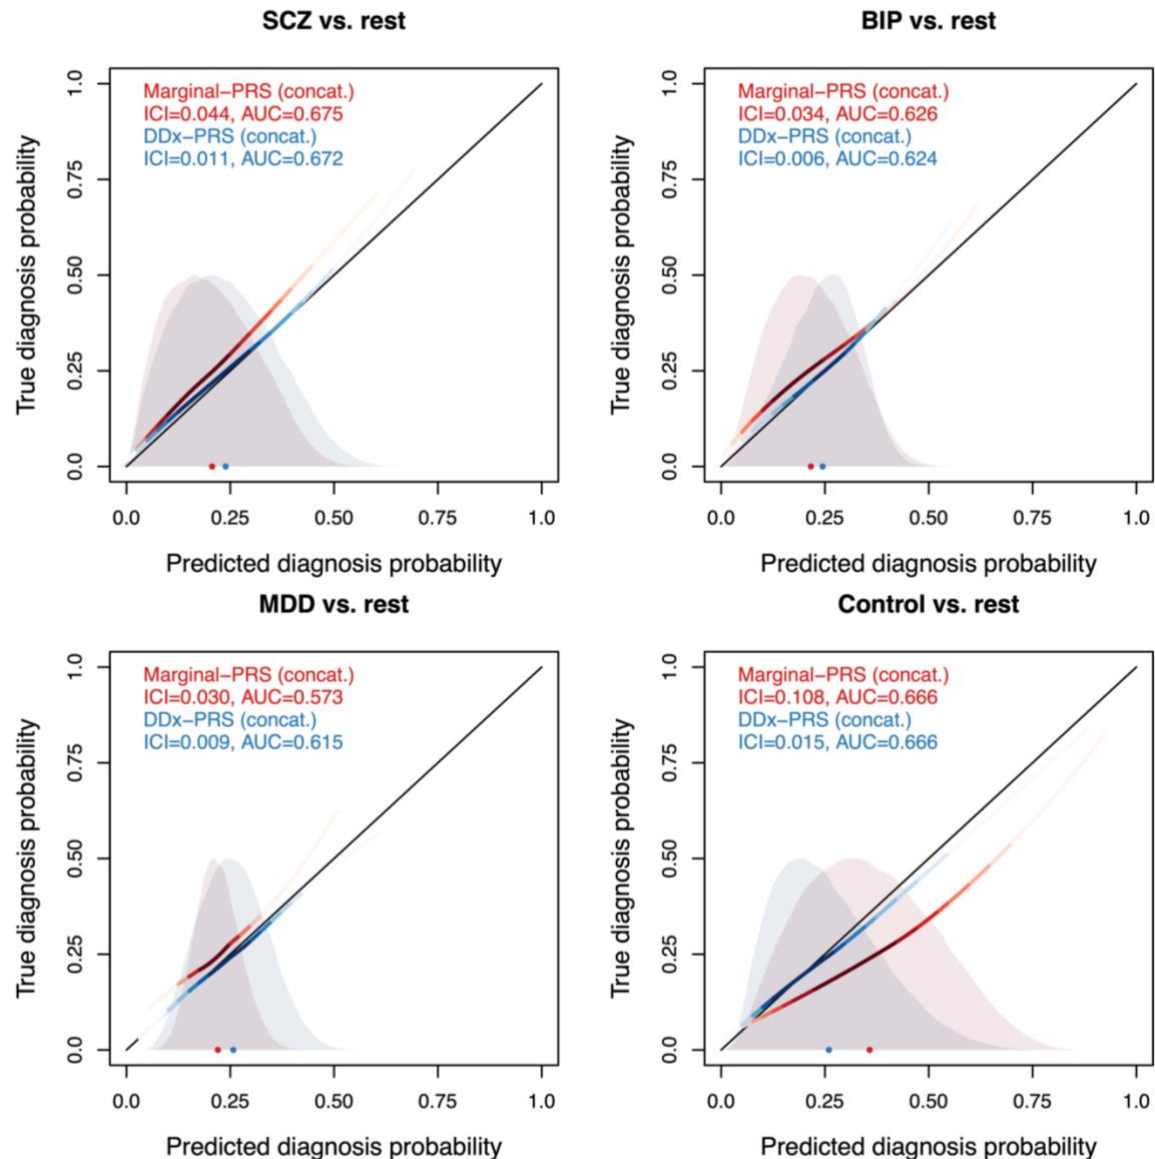 SCZ vs. rest
Marginal−PRS (concat.)
ICI=0.044, AUC=0.675
DDx−PRS (concat.)
ICI=0.011, AUC=0.672
True diagnosis probability
1.0
0.75
0.50
0.25
0.0
0.0 0.25 0.50 0.75 1.0
Predicted diagnosis probability
BIP vs. rest
Marginal−PRS (concat.)
ICI=0.034, AUC=0.626
DDx−PRS (concat.)
ICI=0.006, AUC=0.624
True diagnosis probability
1.0
0.75
0.50
0.25
0.0
0.0 0.25 0.50 0.75 1.0
Predicted diagnosis probability
MDD vs. rest
Marginal−PRS (concat.)
ICI=0.030, AUC=0.573
DDx−PRS (concat.)
ICI=0.009, AUC=0.615
True diagnosis probability
1.0
0.75
0.50
0.25
0.0
0.0 0.25 0.50 0.75 1.0
Predicted diagnosis probability
Control vs. rest
Marginal−PRS (concat.)
ICI=0.108, AUC=0.666
DDx−PRS (concat.)
ICI=0.015, AUC=0.666
True diagnosis probability
1.0
0.75
0.50
0.25
0.0
0.0 0.25 0.50 0.75 1.0
Predicted diagnosis probability